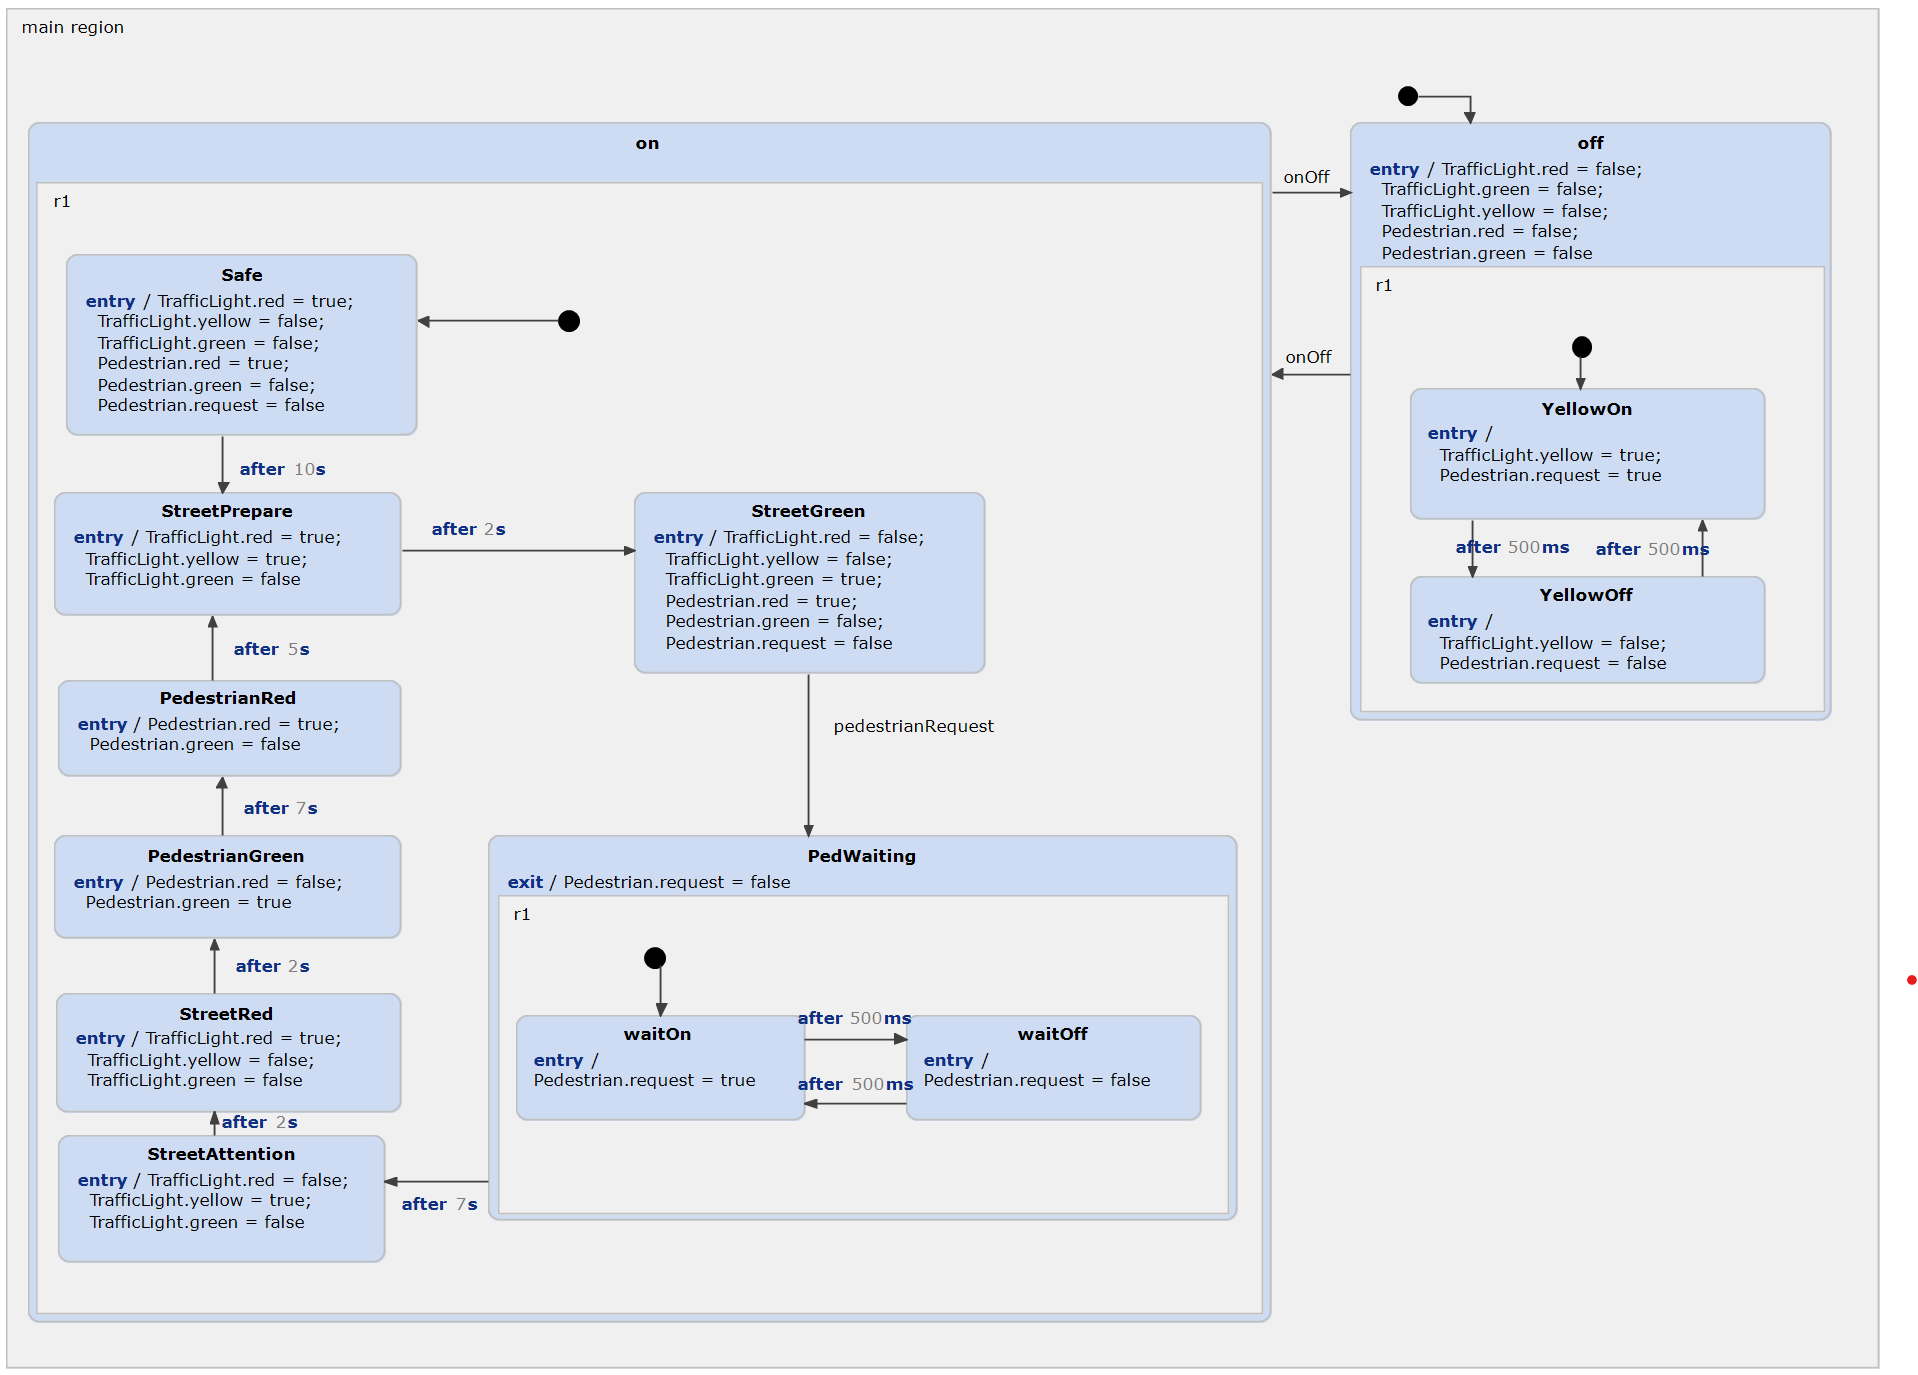 main region
on
r1
Safe
entry / TrafficLight.red = true;
TrafficLight.yellow = false;
TrafficLight.green = false;
Pedestrian.red = true;
Pedestrian.green = false;
Pedestrian.request = false
after 10s
StreetPrepare
entry / TrafficLight.red = true;
TrafficLight.yellow = true;
TrafficLight.green = false
after 2s
StreetGreen
entry / TrafficLight.red = false;
TrafficLight.yellow = false;
TrafficLight.green = true;
Pedestrian.red = true;
Pedestrian.green = false;
Pedestrian.request = false
after 5s
PedestrianRed
entry / Pedestrian.red = true;
Pedestrian.green = false
pedestrianRequest
after 7s
PedestrianGreen
entry / Pedestrian.red = false;
Pedestrian.green = true
after 2s
StreetRed
entry / TrafficLight.red = true;
TrafficLight.yellow = false;
TrafficLight.green = false
after 2s
StreetAttention
entry / TrafficLight.red = false;
TrafficLight.yellow = true;
TrafficLight.green = false
after 7s
PedWaiting
exit / Pedestrian.request = false
r1
waitOn
entry /
Pedestrian.request = true
after 500ms
after 500ms
waitOff
entry /
Pedestrian.request = false
onOff
onOff
off
entry / TrafficLight.red = false;
TrafficLight.green = false;
TrafficLight.yellow = false;
Pedestrian.red = false;
Pedestrian.green = false
r1
YellowOn
entry /
TrafficLight.yellow = true;
Pedestrian.request = true
after 500ms
after 500ms
YellowOff
entry /
TrafficLight.yellow = false;
Pedestrian.request = false